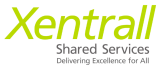 Xentrall
Shared Services
Delivering Excellence for All